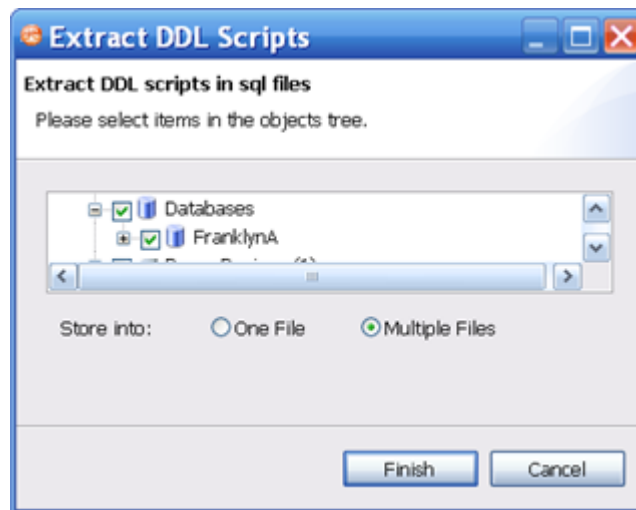 Extract DDL Scripts
Extract DDL scripts in sql files
Please select items in the objects tree.
Databases
FranklynA
Store into: One File Multiple Files
Finish Cancel